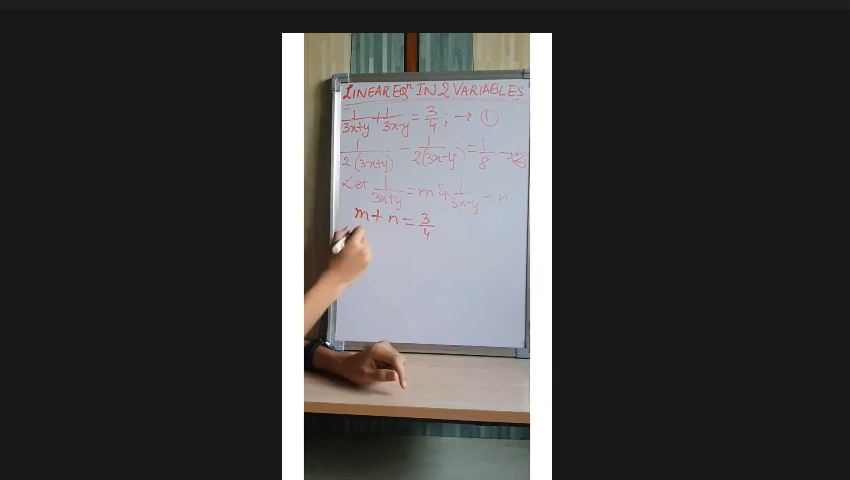 LINEAR EQⁿ IN 2 VARIABLES
1/(3x+y) + 1/(3x-y) = 3/4 ; → ①
1/2(3x+y) - 1/2(3x-y) = 1/8 → ②
Let 1/(3x+y) = m & 1/(3x-y) = n
m + n = 3/4